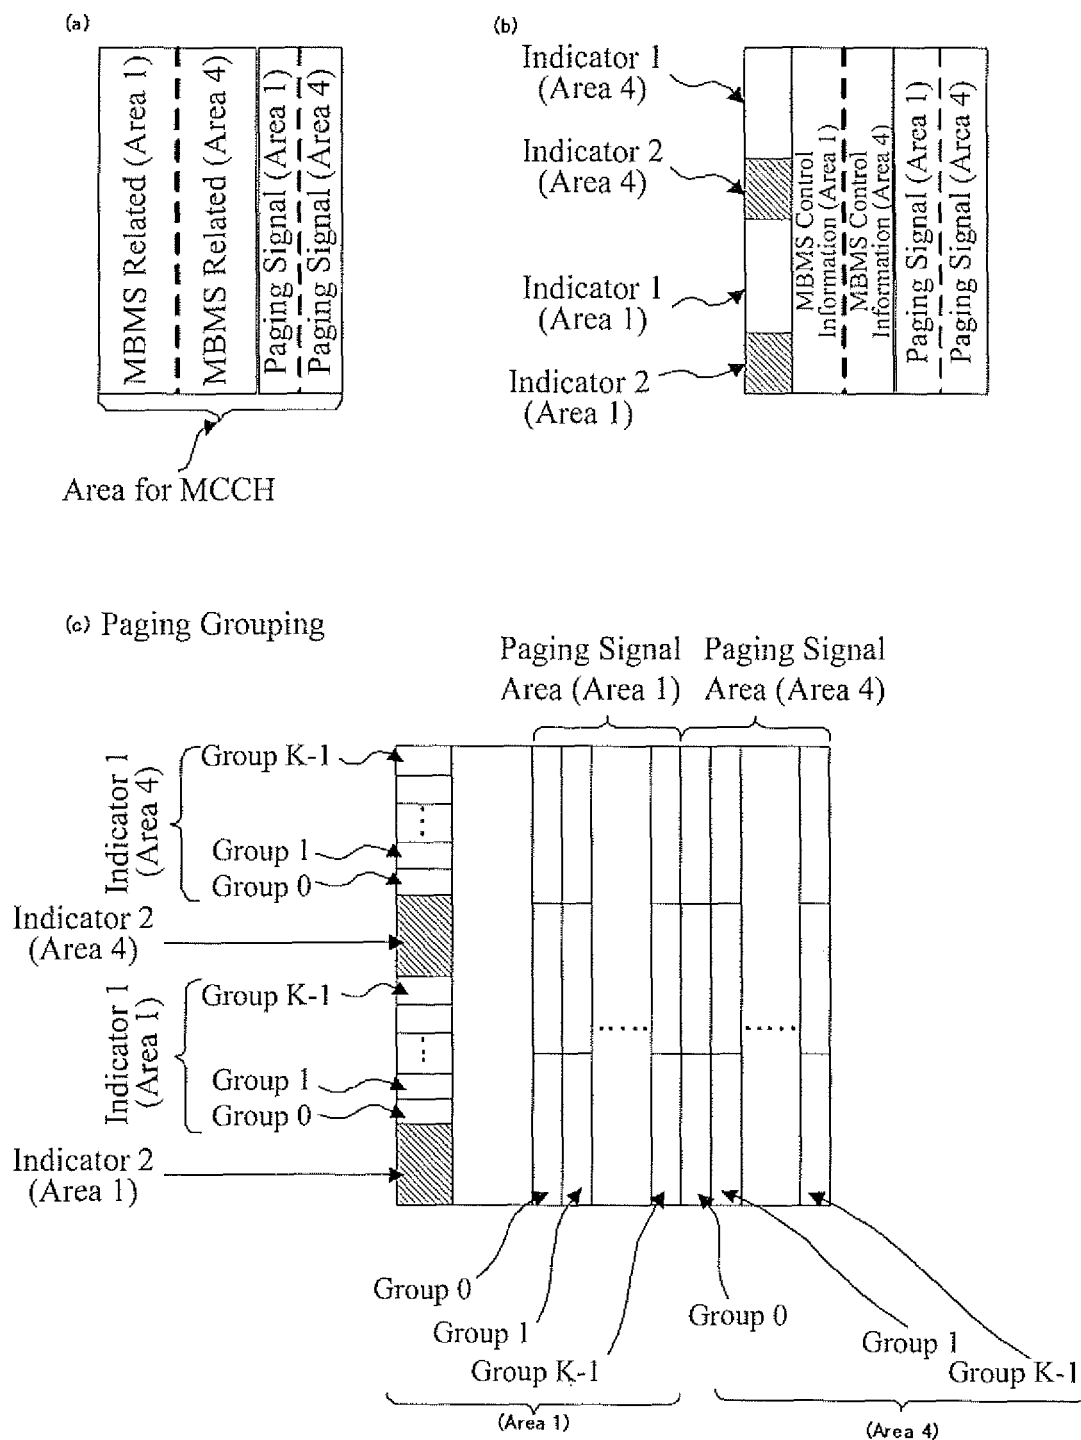 (a)
MBMS Related (Area 1)
MBMS Related (Area 4)
Paging Signal (Area 1)
Paging Signal (Area 4)
Area for MCCH
(b)
Indicator 1
(Area 4)
Indicator 2
(Area 4)
Indicator 1
(Area 1)
Indicator 2
(Area 1)
MBMS Control
Information (Area 1)
MBMS Control
Information (Area 4)
Paging Signal (Area 1)
Paging Signal (Area 4)
(c) Paging Grouping
Paging Signal
Area (Area 1)
Paging Signal
Area (Area 4)
Indicator 1
(Area 4)
Group K-1
Group 1
Group 0
Indicator 2
(Area 4)
Indicator 1
(Area 1)
Group K-1
Group 1
Group 0
Indicator 2
(Area 1)
Group 0
Group 1
Group K-1
(Area 1)
Group 0
Group 1
Group K-1
(Area 4)